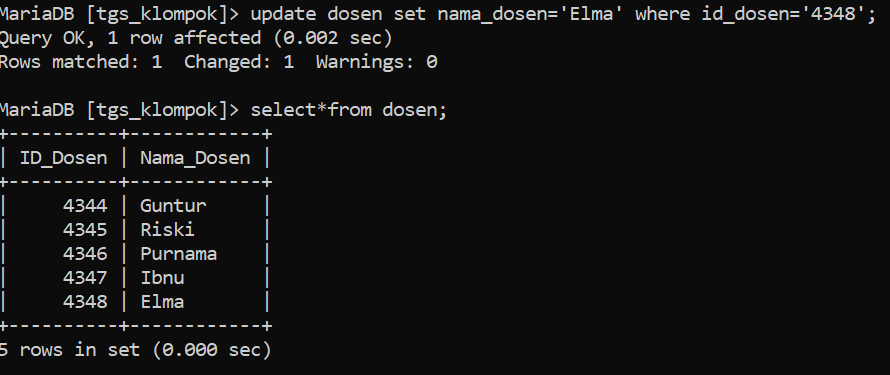 MariaDB [tgs_klompok]> update dosen set nama_dosen='Elma' where id_dosen='4348';
Query OK, 1 row affected (0.002 sec)
Rows matched: 1  Changed: 1  Warnings: 0

MariaDB [tgs_klompok]> select*from dosen;
+----------+------------+
| ID_Dosen | Nama_Dosen |
+----------+------------+
|     4344 | Guntur     |
|     4345 | Riski      |
|     4346 | Purnama    |
|     4347 | Ibnu       |
|     4348 | Elma       |
+----------+------------+
5 rows in set (0.000 sec)